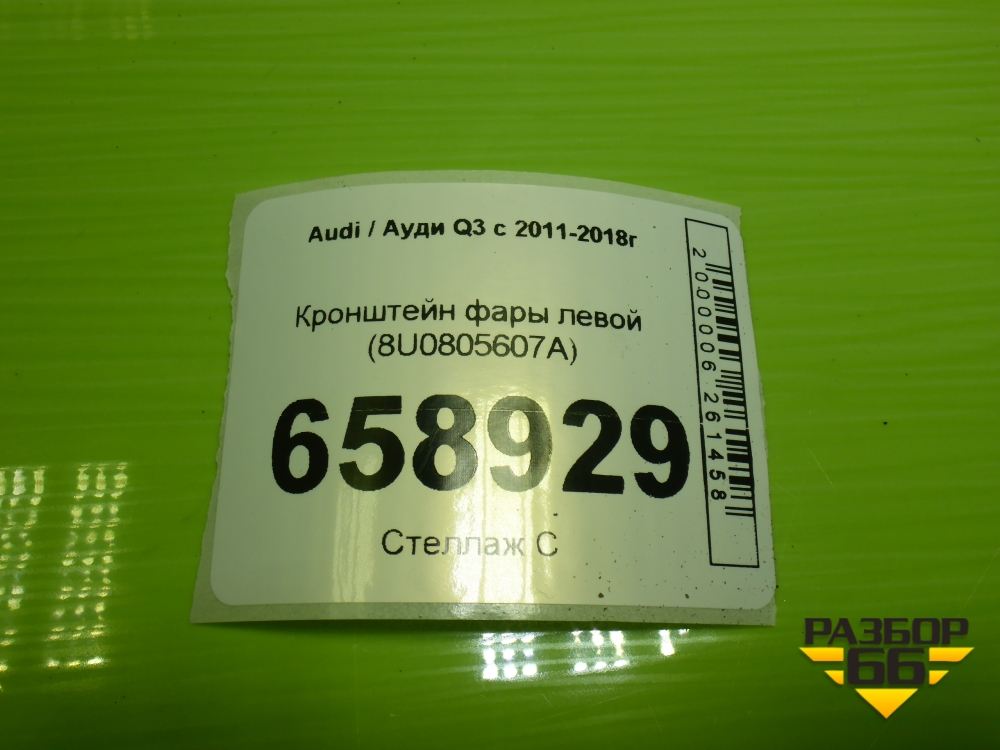 Audi / Ауди Q3 с 2011-2018г
Кронштейн фары левой
(8U0805607A)
658929
Стеллаж С
2000006261458
РАЗБОР
66